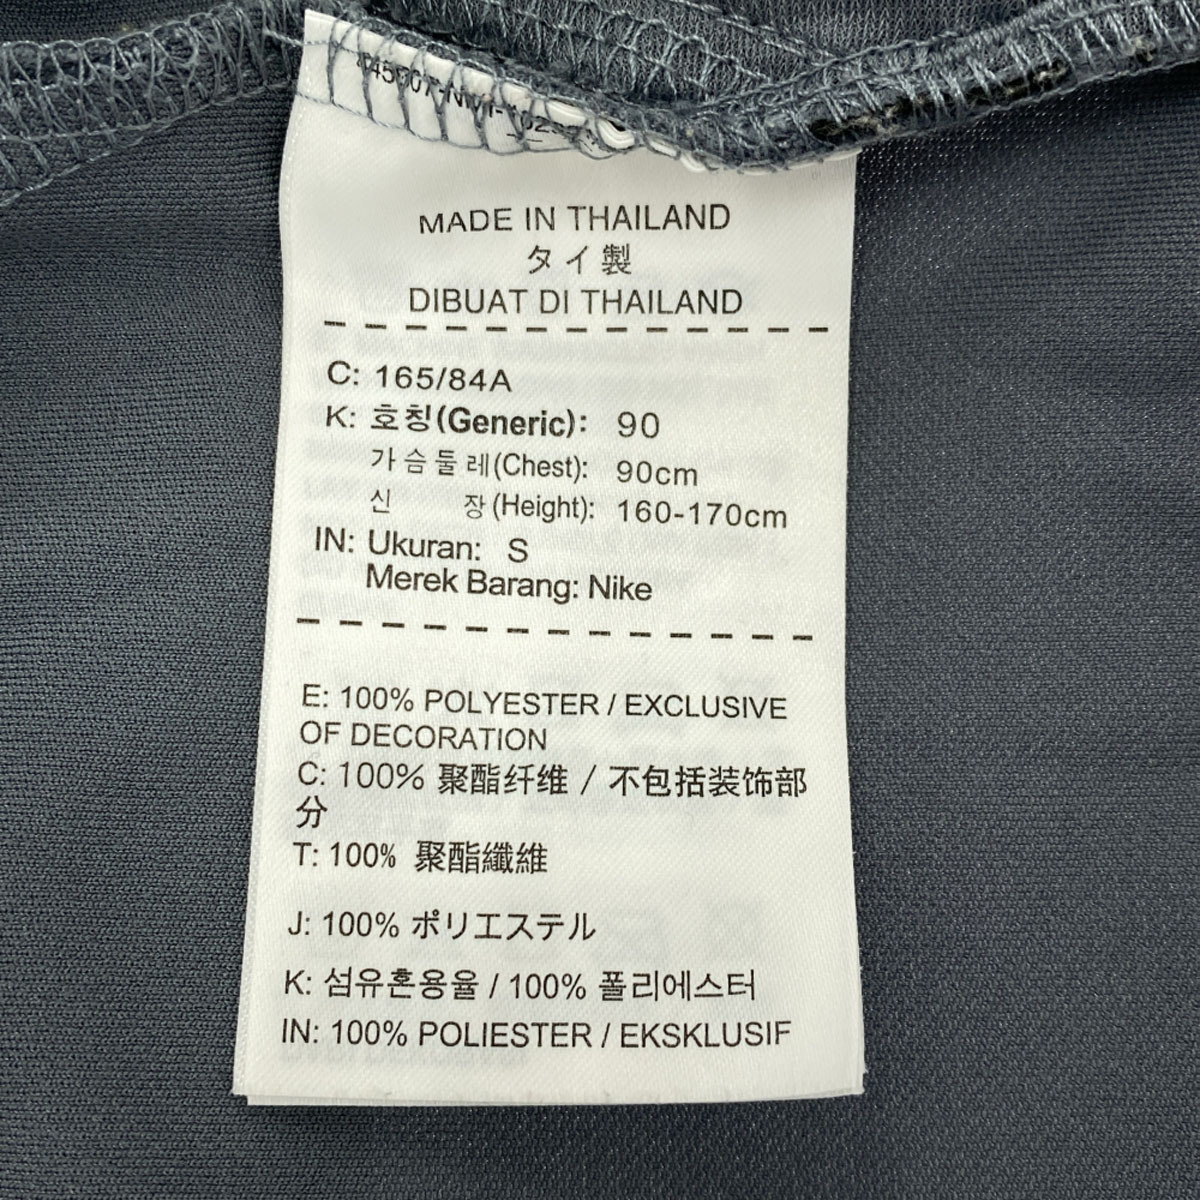 MADE IN THAILAND
タイ製
DIBUAT DI THAILAND
C: 165/84A
K: 호칭(Generic): 90
가슴둘레(Chest): 90cm
신 장(Height): 160-170cm
IN: Ukuran: S
Merek Barang: Nike
E: 100% POLYESTER / EXCLUSIVE
OF DECORATION
C: 100% 聚酯纤维 / 不包括装饰部
分
T: 100% 聚酯纖維
J: 100% ポリエステル
K: 섬유혼용율 / 100% 폴리에스터
IN: 100% POLIESTER / EKSKLUSIF